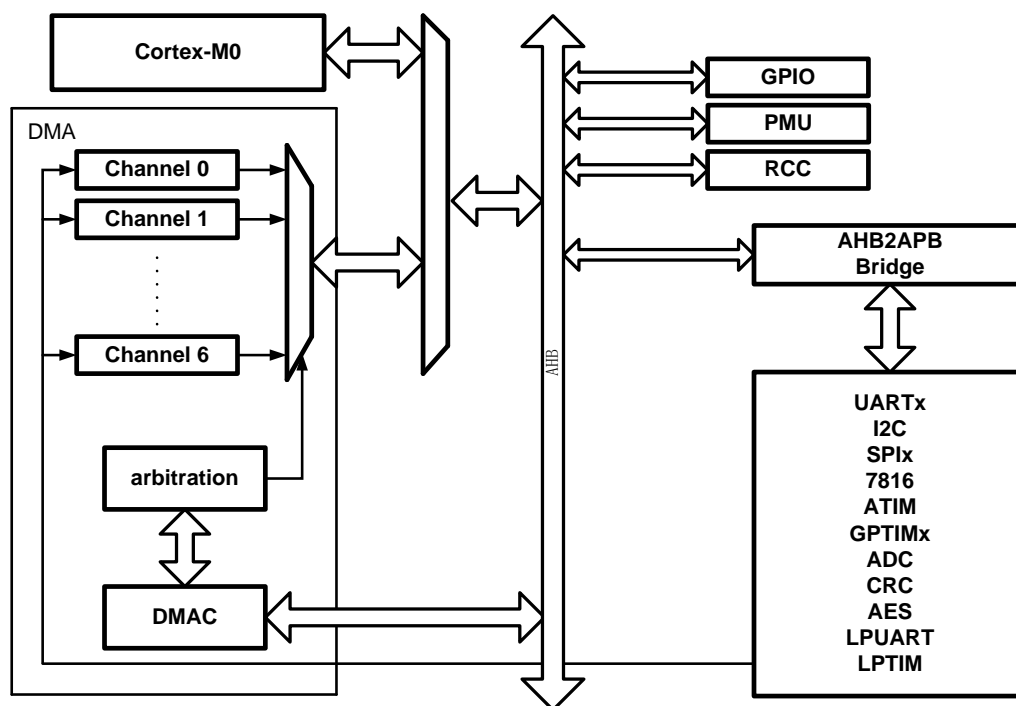 Cortex-M0
DMA
Channel 0
Channel 1
Channel 6
arbitration
DMAC
AHB
GPIO
PMU
RCC
AHB2APB
Bridge
UARTx
I2C
SPIx
7816
ATIM
GPTIMx
ADC
CRC
AES
LPUART
LPTIM